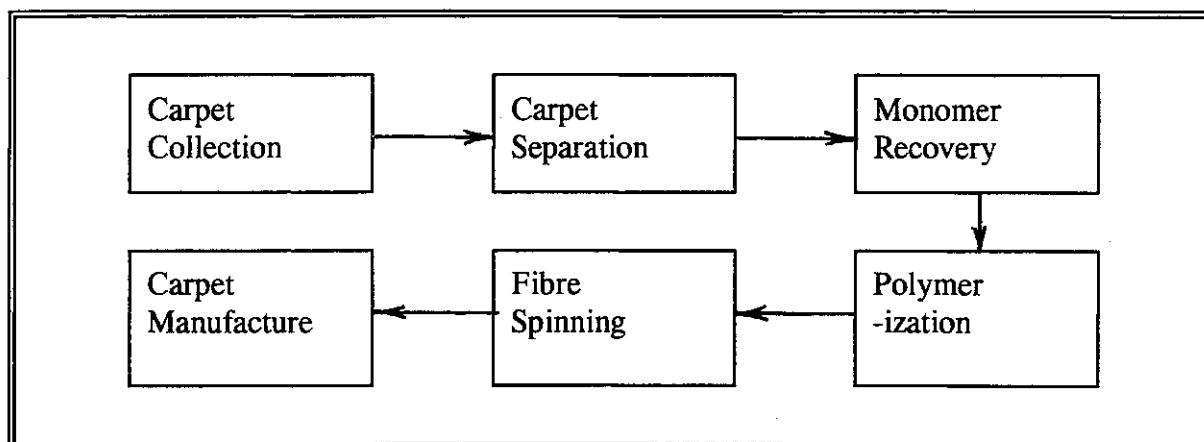 Carpet
Collection
Carpet
Separation
Monomer
Recovery
Polymer
-ization
Fibre
Spinning
Carpet
Manufacture